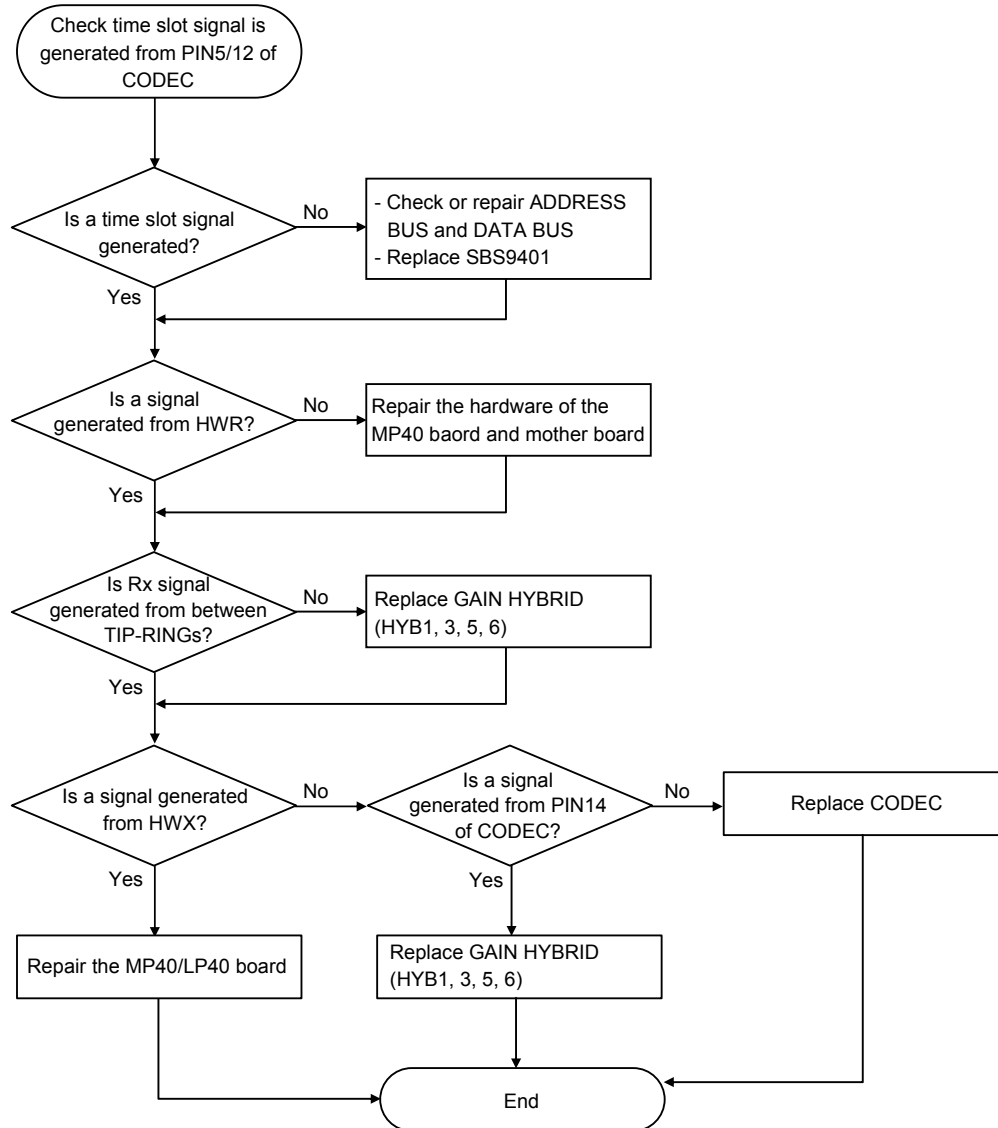 Check time slot signal is
generated from PIN5/12 of
CODEC
Is a time slot signal
generated?
No
- Check or repair ADDRESS
BUS and DATA BUS
- Replace SBS9401
Yes
Is a signal
generated from HWR?
No
Repair the hardware of the
MP40 baord and mother board
Yes
Is Rx signal
generated from between
TIP-RINGs?
No
Replace GAIN HYBRID
(HYB1, 3, 5, 6)
Yes
Is a signal generated
from HWX?
No
Is a signal
generated from PIN14
of CODEC?
No
Replace CODEC
Yes
Yes
Repair the MP40/LP40 board
Replace GAIN HYBRID
(HYB1, 3, 5, 6)
End